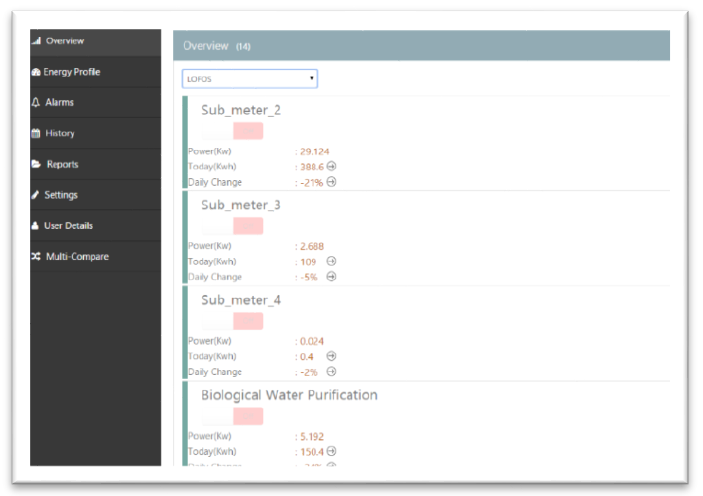 Overview
Energy Profile
Alarms
History
Reports
Settings
User Details
Multi-Compare
Overview (14)
LOFOS
Sub_meter_2
Power(Kw) : 29.124
Today(Kwh) : 388.6
Daily Change : -21%
Sub_meter_3
Power(Kw) : 2.688
Today(Kwh) : 109
Daily Change : -5%
Sub_meter_4
Power(Kw) : 0.024
Today(Kwh) : 0.4
Daily Change : -2%
Biological Water Purification
Power(Kw) : 5.192
Today(Kwh) : 150.4
Daily Change